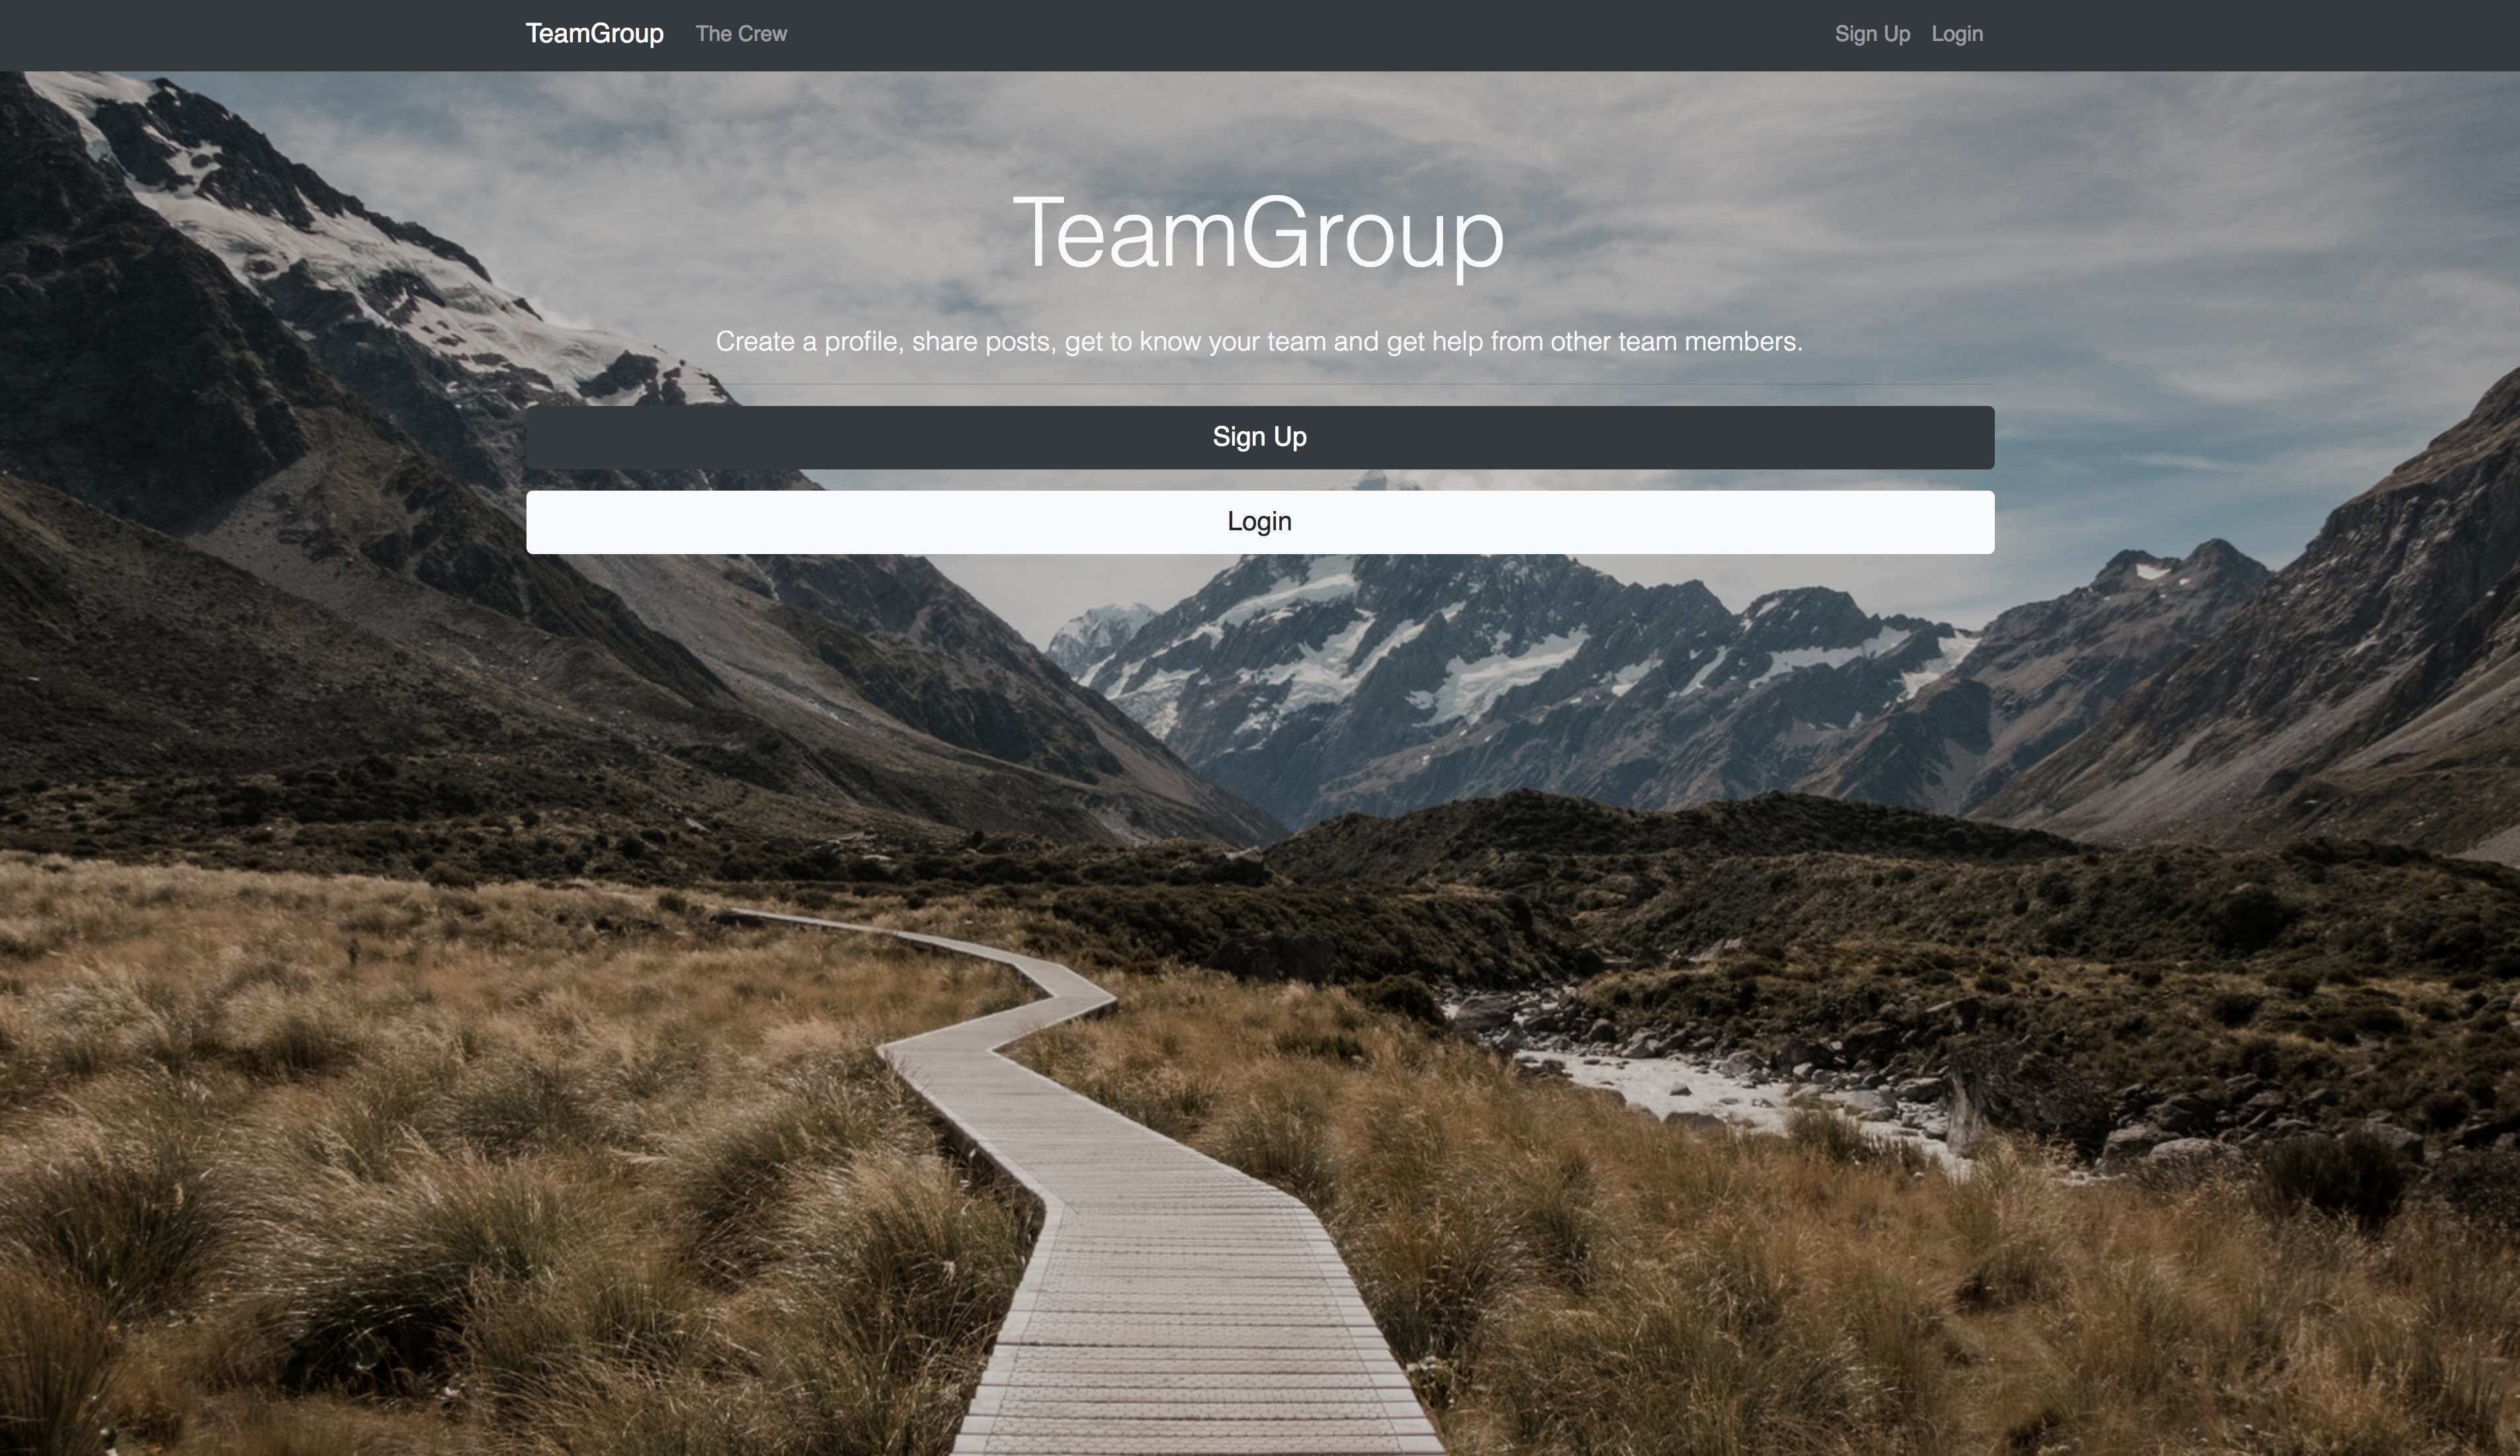 TeamGroup The Crew Sign Up Login
TeamGroup
Create a profile, share posts, get to know your team and get help from other team members.
Sign Up
Login